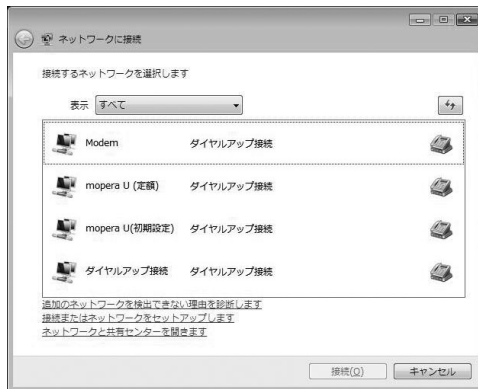 ネットワークに接続
接続するネットワークを選択します
表示 すべて
Modem ダイヤルアップ接続
mopera U (定額) ダイヤルアップ接続
mopera U(初期設定) ダイヤルアップ接続
ダイヤルアップ接続 ダイヤルアップ接続
追加のネットワークを検出できない理由を診断します
接続またはネットワークをセットアップします
ネットワークと共有センターを開きます
接続(O) キャンセル